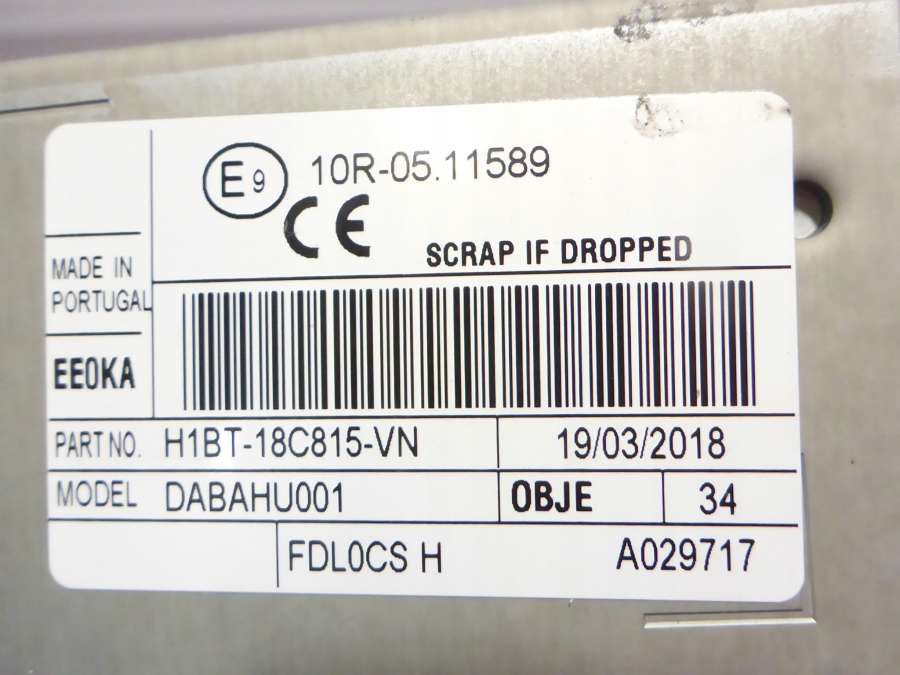 E9 10R-05.11589
CE
SCRAP IF DROPPED
MADE IN
PORTUGAL
EE0KA
PART NO. H1BT-18C815-VN 19/03/2018
MODEL DABAHU001 OBJE 34
FDL0CS H A029717